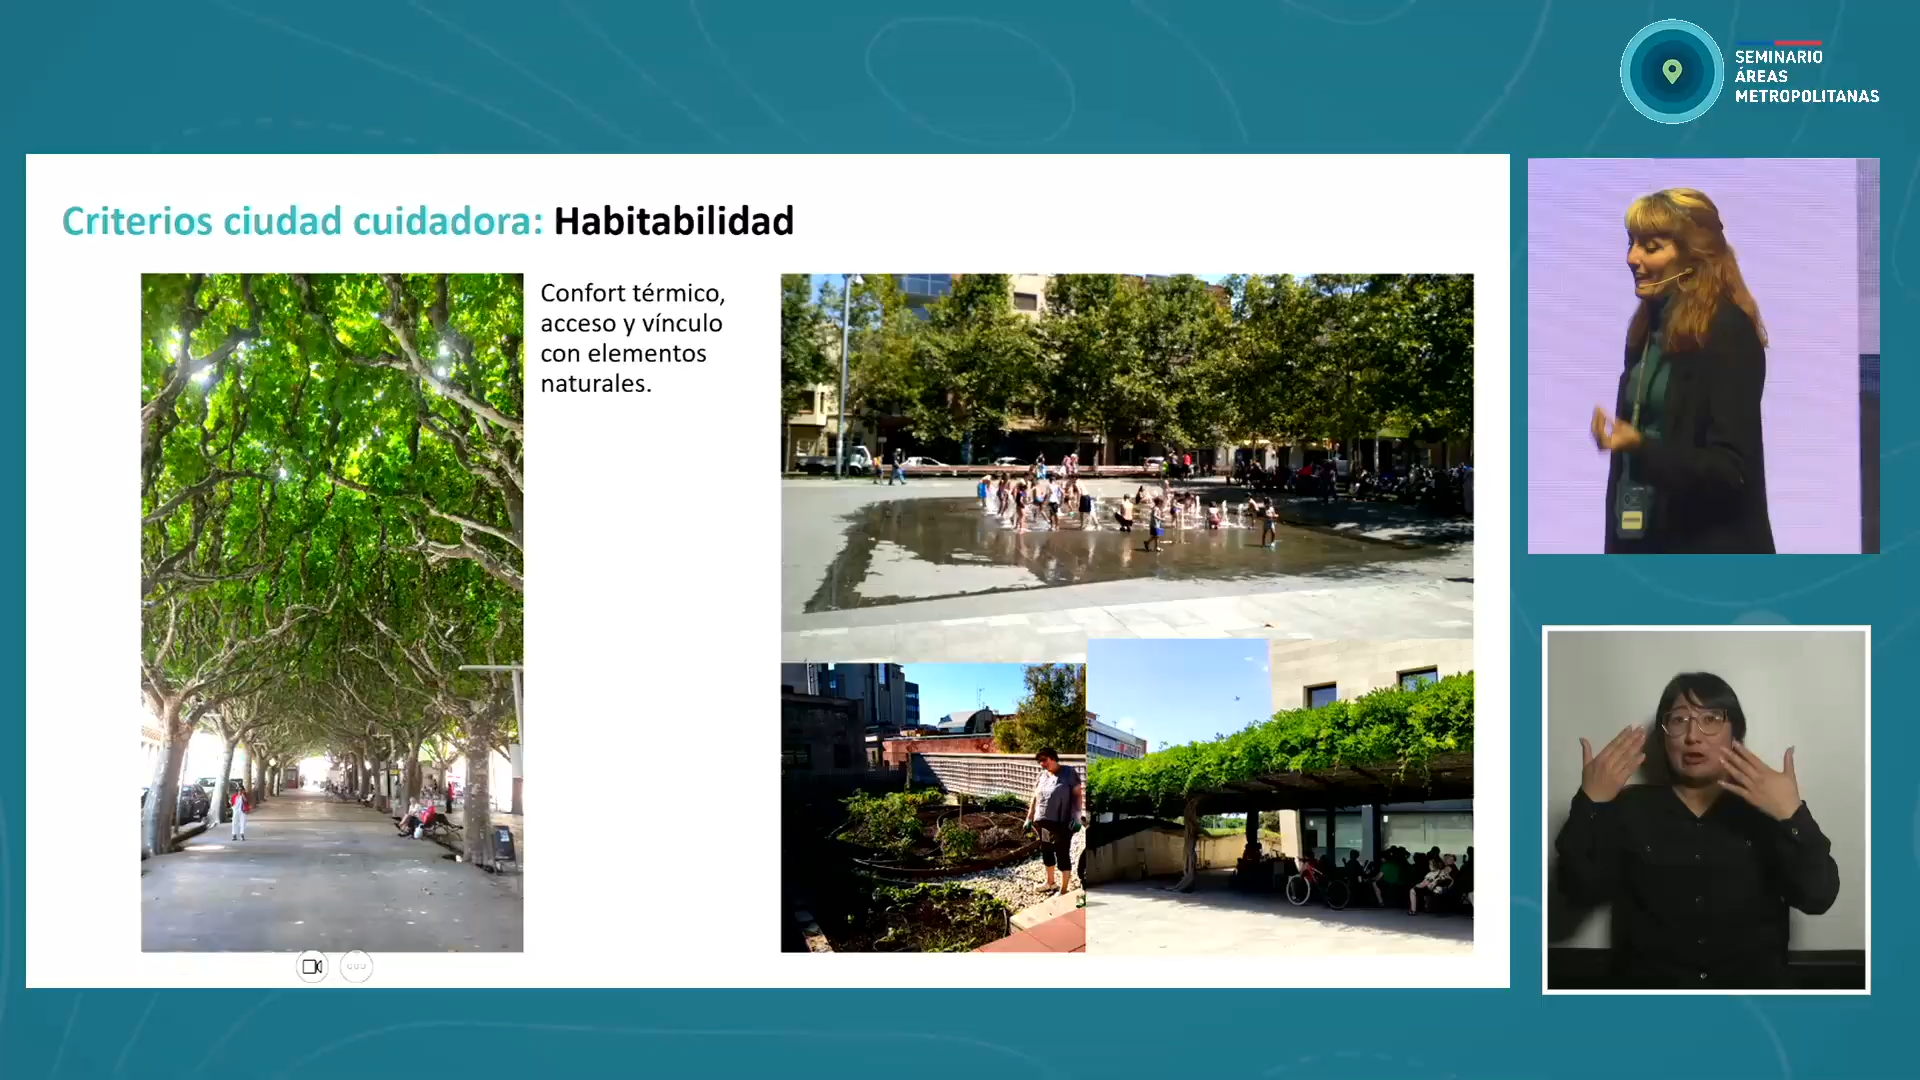 SEMINARIO
ÁREAS
METROPOLITANAS
Criterios ciudad cuidadora: Habitabilidad
Confort térmico,
acceso y vínculo
con elementos
naturales.